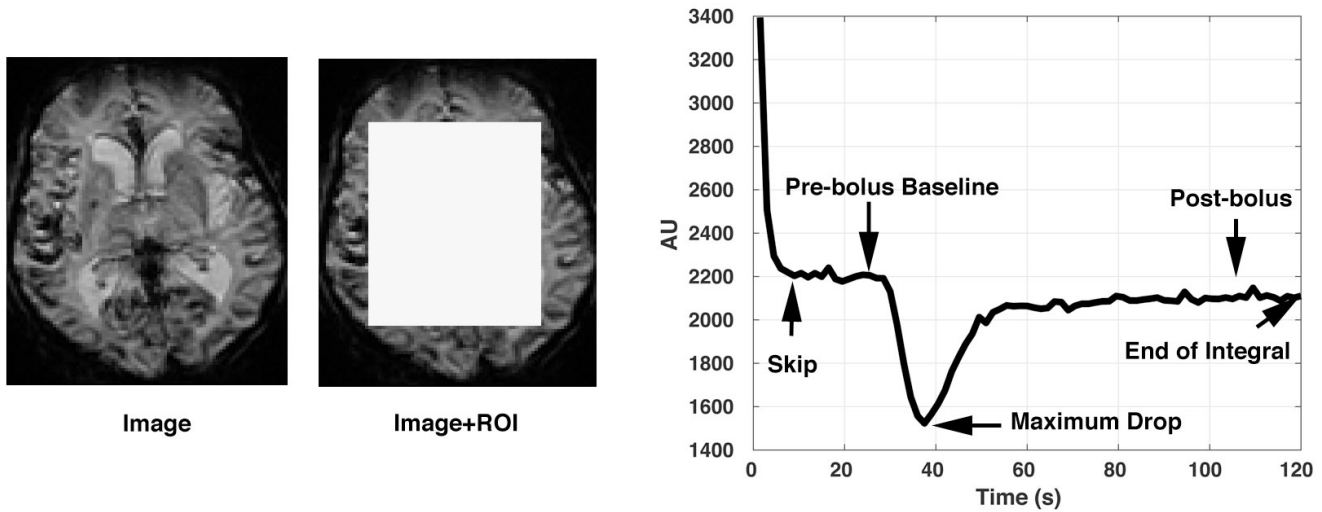 Image
Image+ROI
3400
3200
3000
2800
2600
2400
2200
2000
1800
1600
1400
AU
Pre-bolus Baseline
Post-bolus
Skip
End of Integral
Maximum Drop
0 20 40 60 80 100 120
Time (s)